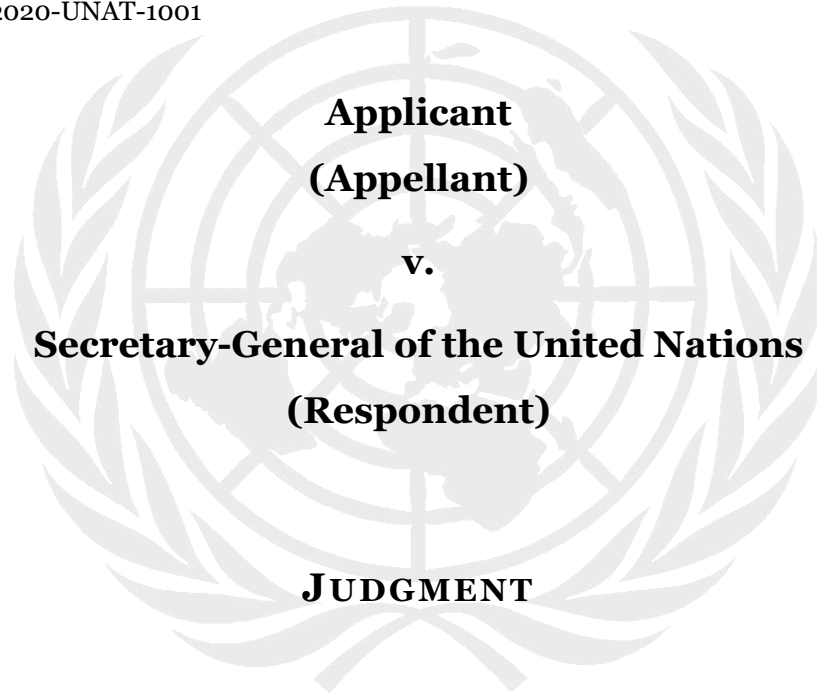 2020-UNAT-1001
Applicant
(Appellant)
v.
Secretary-General of the United Nations
(Respondent)
JUDGMENT